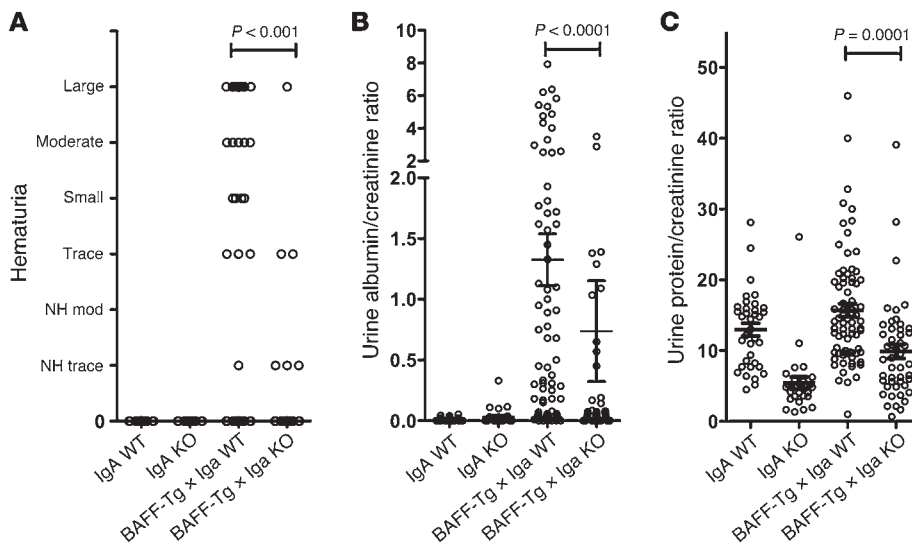 A
P < 0.001
Hematuria
Large
Moderate
Small
Trace
NH mod
NH trace
0
IgA WT
IgA KO
BAFF-Tg × Iga WT
BAFF-Tg × Iga KO
B
P < 0.0001
Urine albumin/creatinine ratio
10
8
6
4
2
2.0
1.5
1.0
0.5
0.0
IgA WT
IgA KO
BAFF-Tg × Iga WT
BAFF-Tg × Iga KO
C
P = 0.0001
Urine protein/creatinine ratio
50
40
30
20
10
0
IgA WT
IgA KO
BAFF-Tg × Iga WT
BAFF-Tg × Iga KO